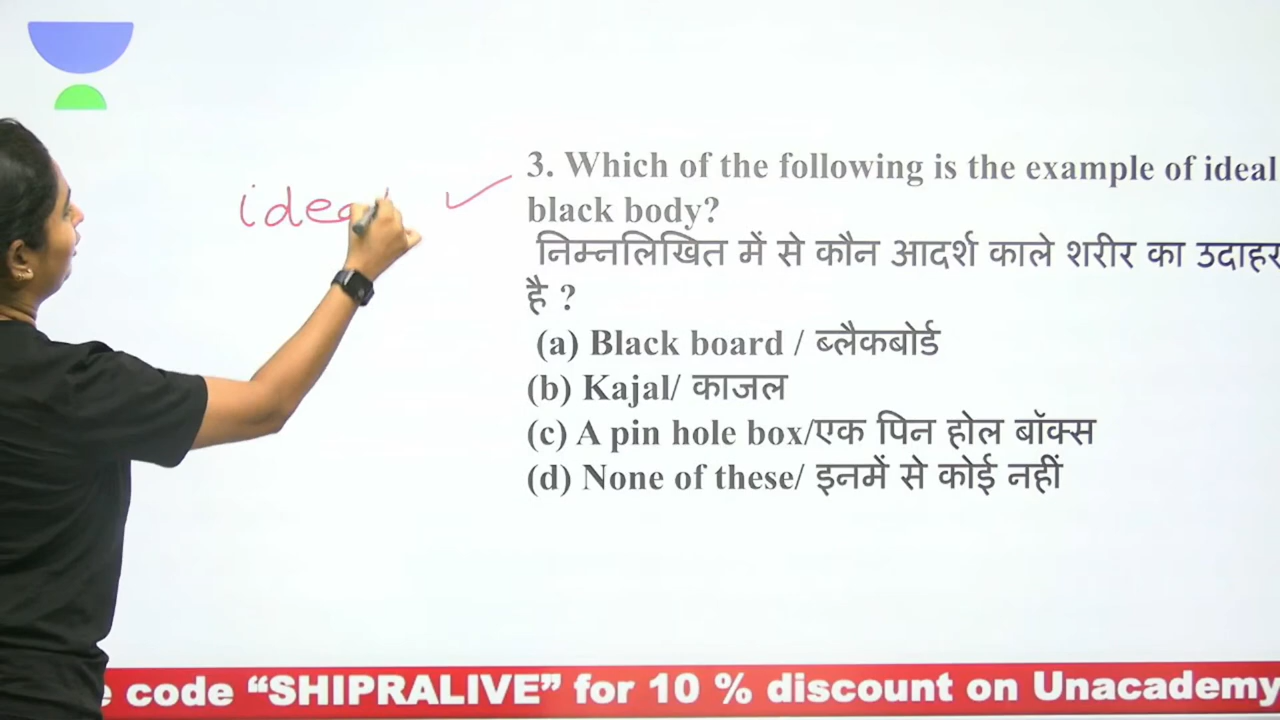 idea
3. Which of the following is the example of ideal
black body?
निम्नलिखित में से कौन आदर्श काले शरीर का उदाहर
है ?
(a) Black board / ब्लैकबोर्ड
(b) Kajal/ काजल
(c) A pin hole box/एक पिन होल बॉक्स
(d) None of these/ इनमें से कोई नहीं
e code “SHIPRALIVE” for 10 % discount on Unacademy